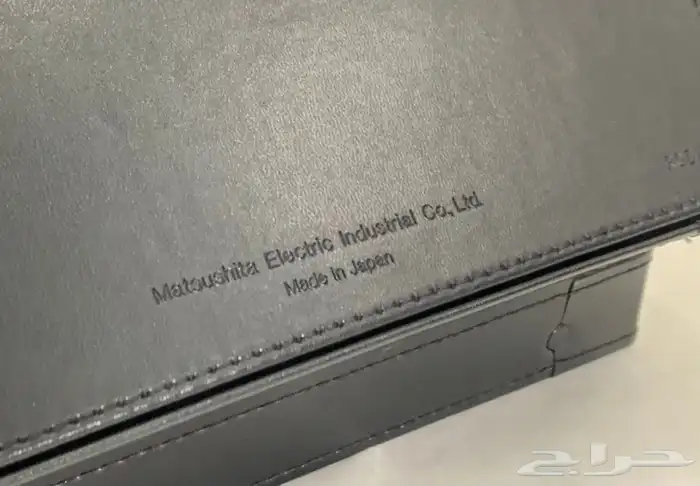 Matsushita Electric Industrial Co., Ltd.
Made in Japan
حراج